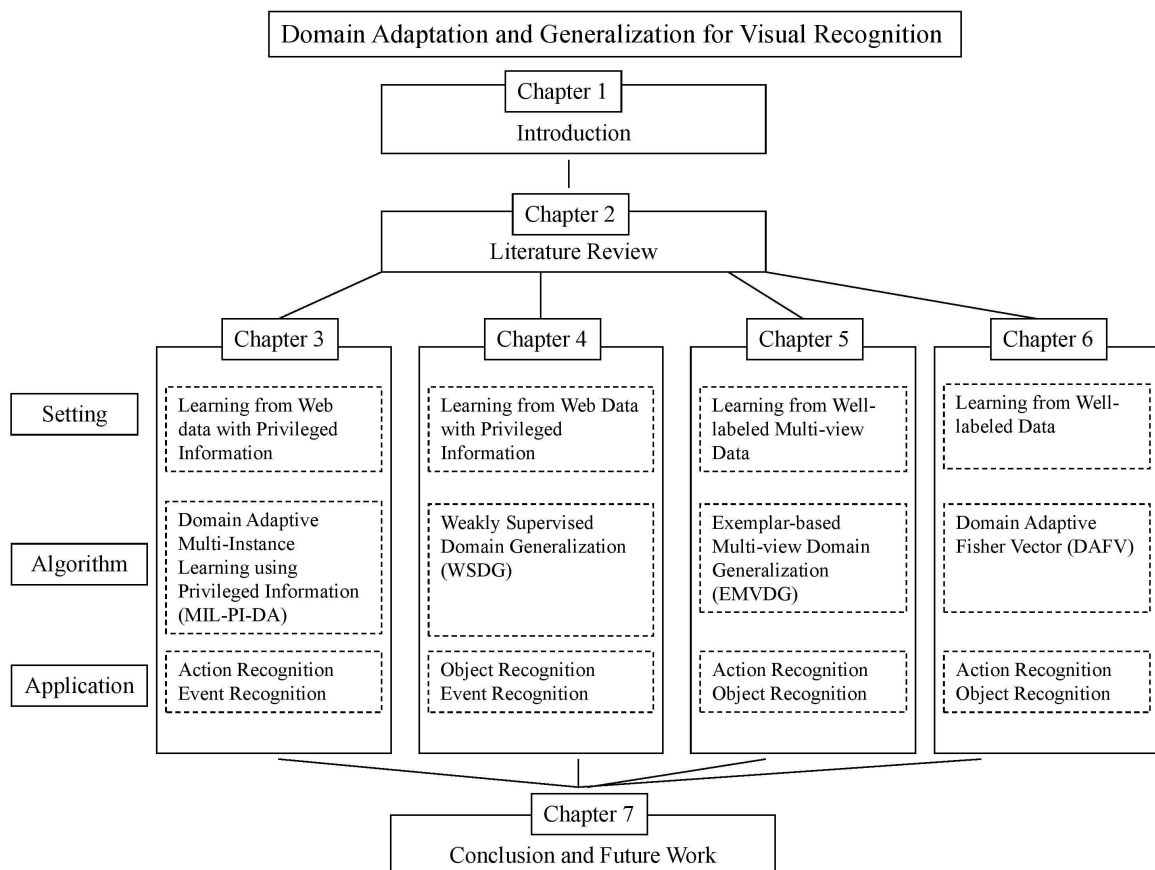 Domain Adaptation and Generalization for Visual Recognition
Chapter 1
Introduction
Chapter 2
Literature Review
Chapter 3
Chapter 4
Chapter 5
Chapter 6
Setting
Learning from Web
data with Privileged
Information
Learning from Web Data
with Privileged
Information
Learning from Well-
labeled Multi-view
Data
Learning from Well-
labeled Data
Algorithm
Domain Adaptive
Multi-Instance
Learning using
Privileged Information
(MIL-PI-DA)
Weakly Supervised
Domain Generalization
(WSDG)
Exemplar-based
Multi-view Domain
Generalization
(EMVDG)
Domain Adaptive
Fisher Vector (DAFV)
Application
Action Recognition
Event Recognition
Object Recognition
Event Recognition
Action Recognition
Object Recognition
Action Recognition
Object Recognition
Chapter 7
Conclusion and Future Work